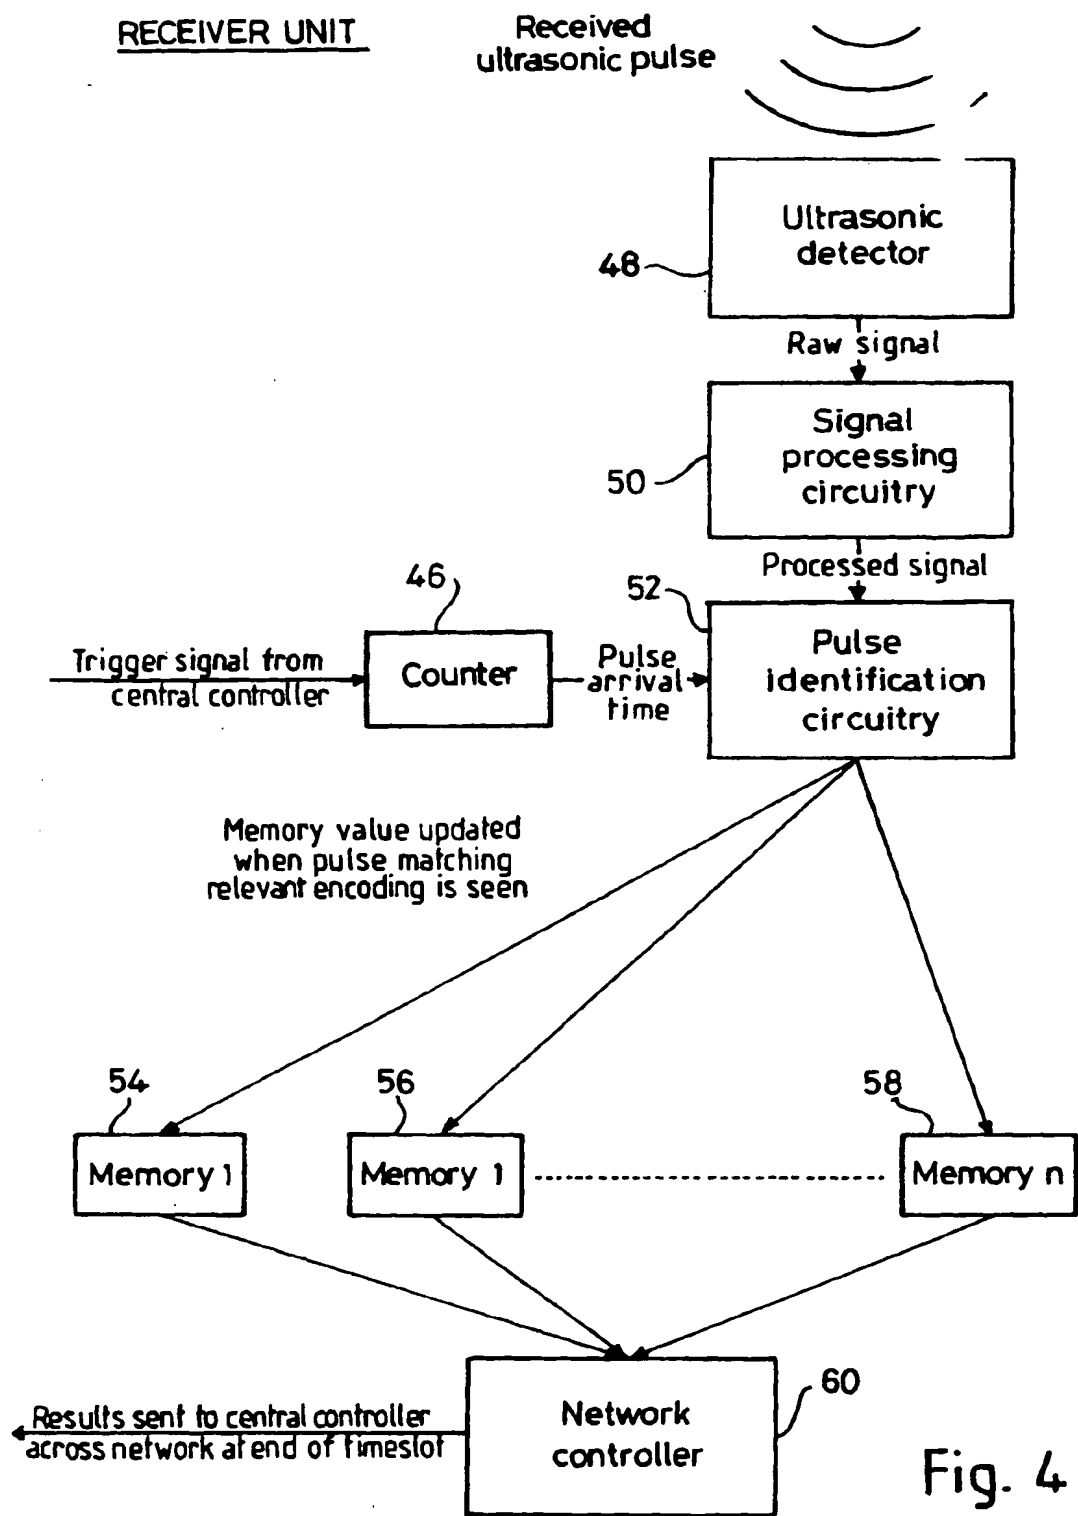 RECEIVER UNIT
Received
ultrasonic pulse
Ultrasonic
detector
48
Raw signal
Signal
processing
circuitry
50
Processed signal
46
52
Trigger signal from
central controller
Counter
Pulse
arrival
time
Pulse
identification
circuitry
Memory value updated
when pulse matching
relevant encoding is seen
54
56
58
Memory 1
Memory 1
Memory n
Network
controller
60
Results sent to central controller
across network at end of timeslot
Fig. 4